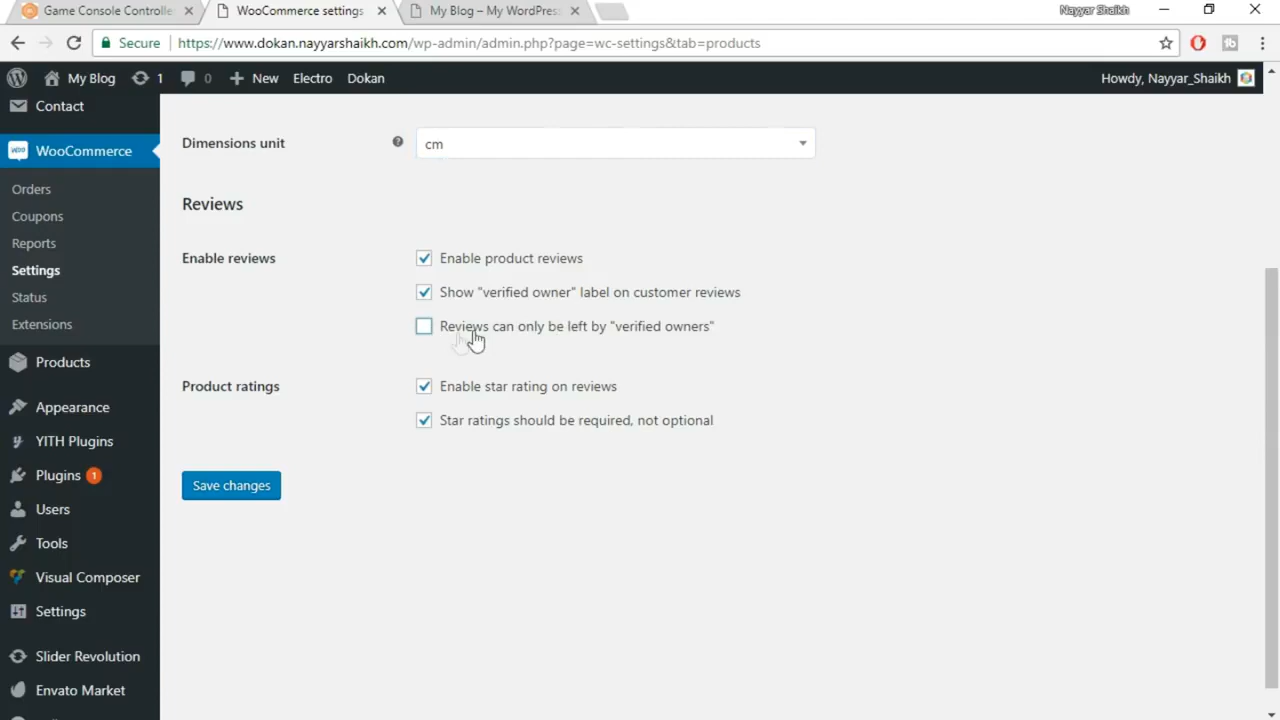 Game Console Controlle
WooCommerce settings
My Blog – My WordPres
Nayyar Shaikh
Secure
https://www.dokan.nayyarshaikh.com/wp-admin/admin.php?page=wc-settings&tab=products
My Blog
1
0
New
Electro
Dokan
Howdy, Nayyar_Shaikh
Contact
WooCommerce
Orders
Coupons
Reports
Settings
Status
Extensions
Products
Appearance
YITH Plugins
Plugins 1
Users
Tools
Visual Composer
Settings
Slider Revolution
Envato Market
Dimensions unit
cm
Reviews
Enable reviews
Enable product reviews
Show "verified owner" label on customer reviews
Reviews can only be left by "verified owners"
Product ratings
Enable star rating on reviews
Star ratings should be required, not optional
Save changes